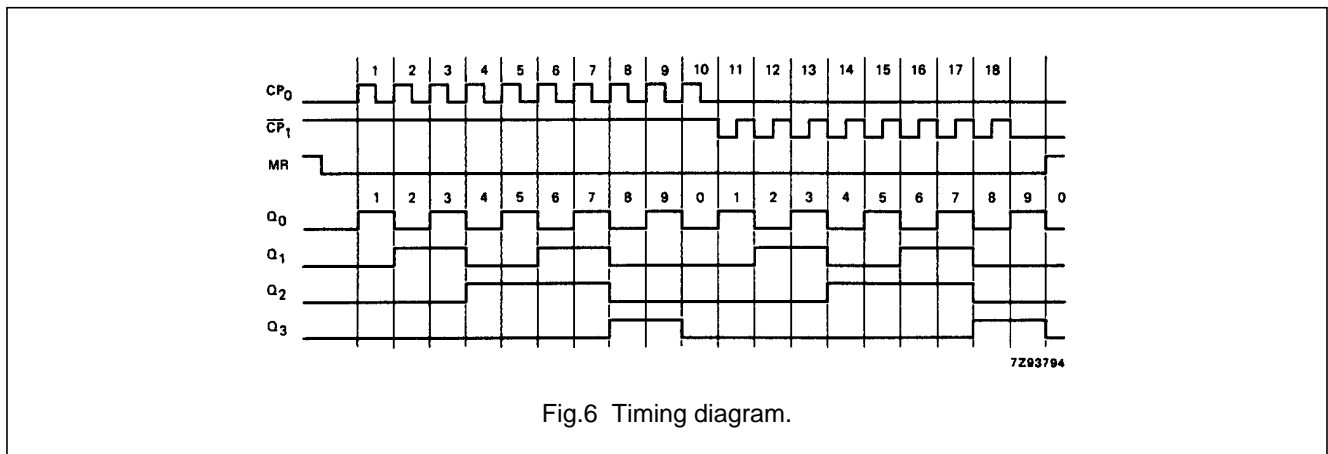 1 2 3 4 5 6 7 8 9 10 11 12 13 14 15 16 17 18
CP0
C̅P̅1
MR
1 2 3 4 5 6 7 8 9 0 1 2 3 4 5 6 7 8 9 0
Q0
Q1
Q2
Q3
7Z93794
Fig.6 Timing diagram.